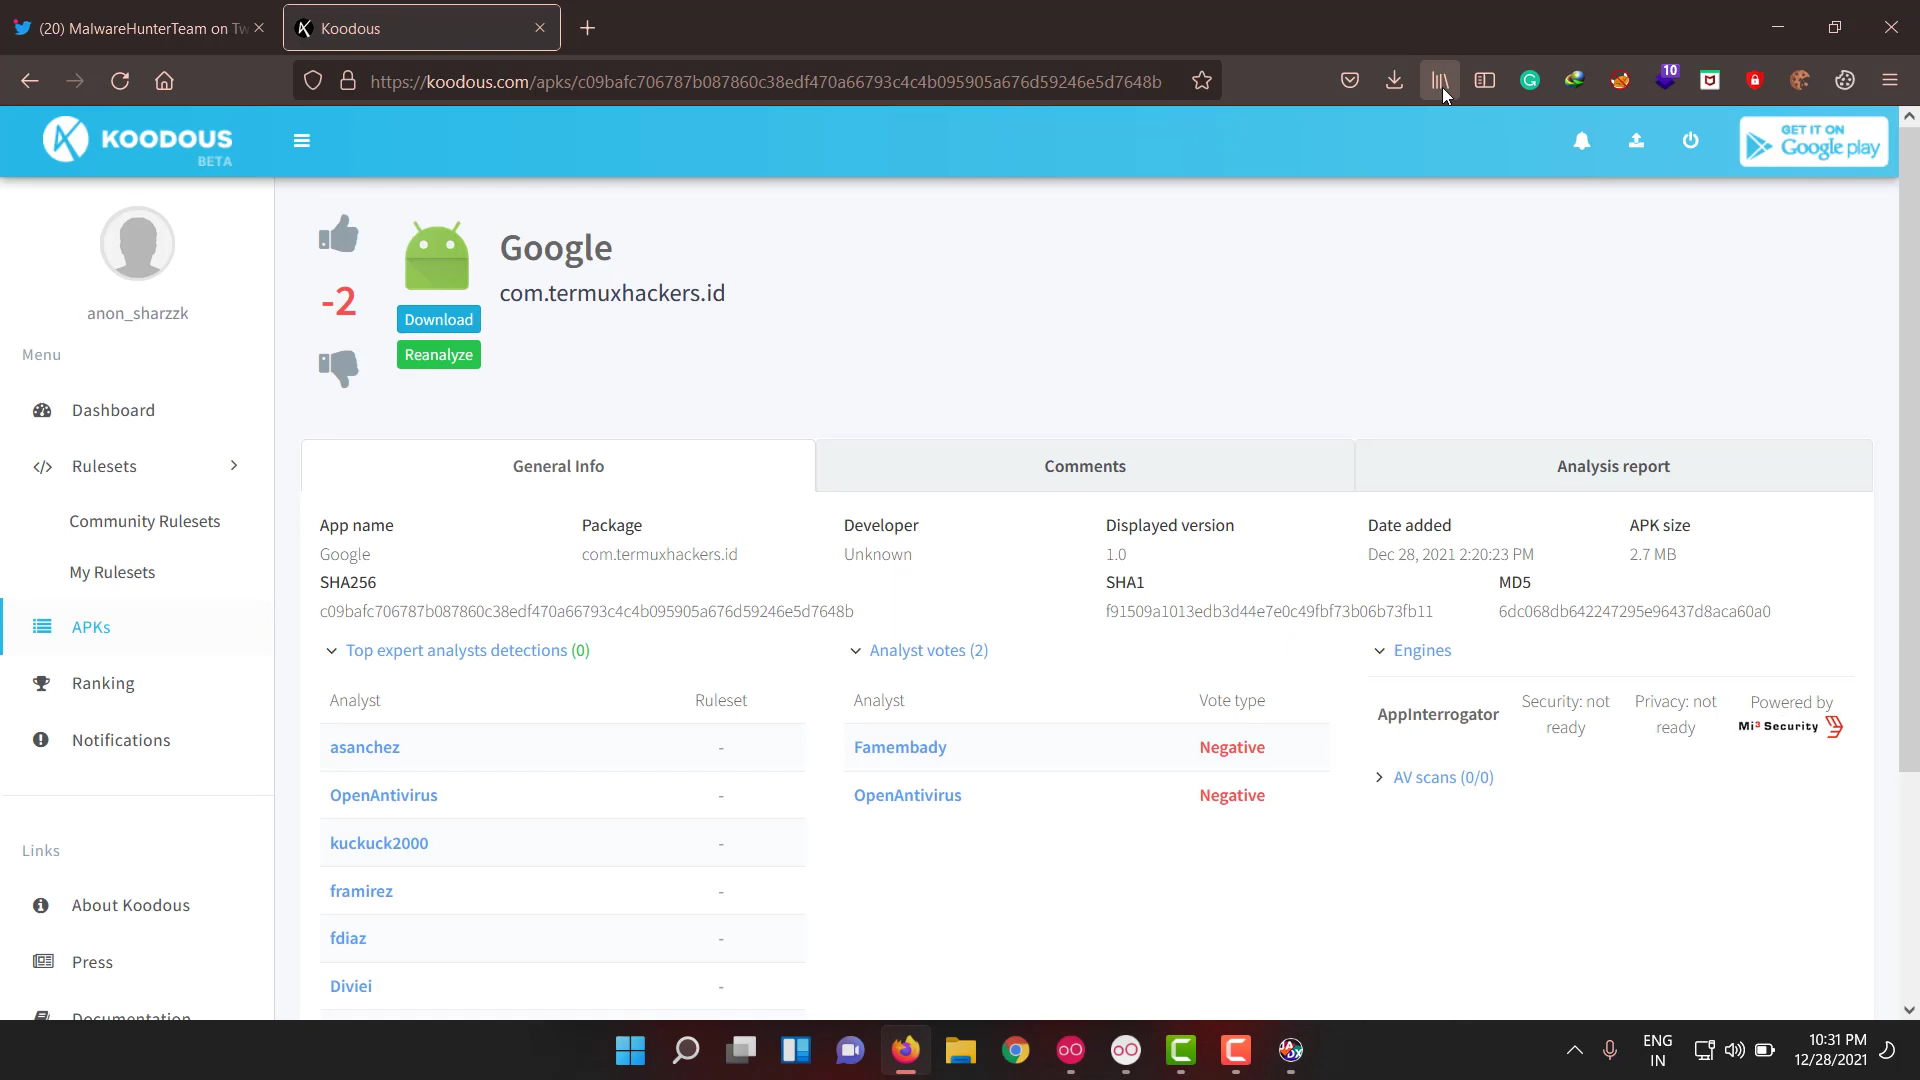 (20) MalwareHunterTeam on Tw
Koodous
https://koodous.com/apks/c09bafc706787b087860c38edf470a66793c4c4b095905a676d59246e5d7648b
10
KOODOUS
BETA
GET IT ON
Google play
anon_sharzzk
Menu
Dashboard
Rulesets
Community Rulesets
My Rulesets
APKs
Ranking
Notifications
Links
About Koodous
Press
Documentation
-2
Google
com.termuxhackers.id
Download
Reanalyze
General Info
Comments
Analysis report
App name
Package
Developer
Displayed version
Date added
APK size
Google
com.termuxhackers.id
Unknown
1.0
Dec 28, 2021 2:20:23 PM
2.7 MB
SHA256
SHA1
MD5
c09bafc706787b087860c38edf470a66793c4c4b095905a676d59246e5d7648b
f91509a1013edb3d44e7e0c49fbf73b06b73fb11
6dc068db642247295e96437d8aca60a0
Top expert analysts detections (0)
Analyst
Ruleset
asanchez
-
OpenAntivirus
-
kuckuck2000
-
framirez
-
fdiaz
-
Diviei
-
Analyst votes (2)
Analyst
Vote type
Famembady
Negative
OpenAntivirus
Negative
Engines
AppInterrogator
Security: not
ready
Privacy: not
ready
Powered by
Mi³ Security
AV scans (0/0)
ENG
IN
10:31 PM
12/28/2021